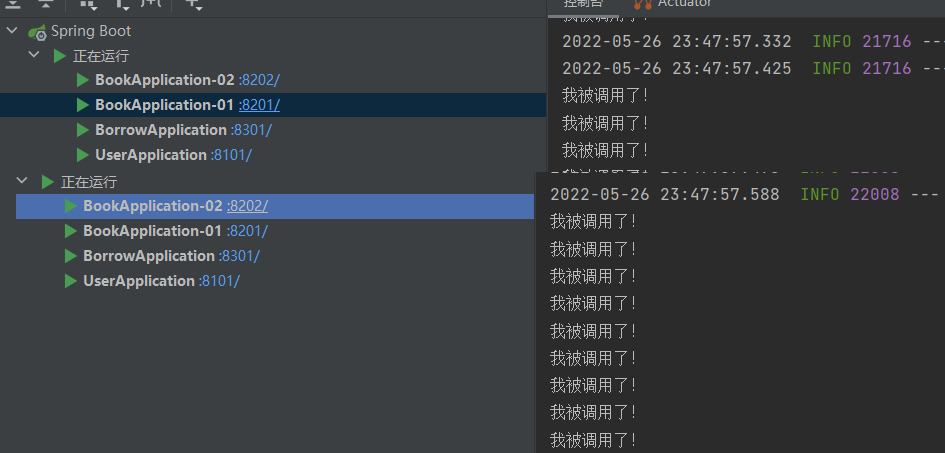 Spring Boot
正在运行
BookApplication-02 :8202/
BookApplication-01 :8201/
BorrowApplication :8301/
UserApplication :8101/
正在运行
BookApplication-02 :8202/
BookApplication-01 :8201/
BorrowApplication :8301/
UserApplication :8101/
控制台 Actuator
我被调用了!
2022-05-26 23:47:57.332 INFO 21716 ---
2022-05-26 23:47:57.425 INFO 21716 ---
我被调用了!
我被调用了!
我被调用了!
2022-05-26 23:47:57.588 INFO 22008 ---
我被调用了!
我被调用了!
我被调用了!
我被调用了!
我被调用了!
我被调用了!
我被调用了!
我被调用了!
我被调用了!